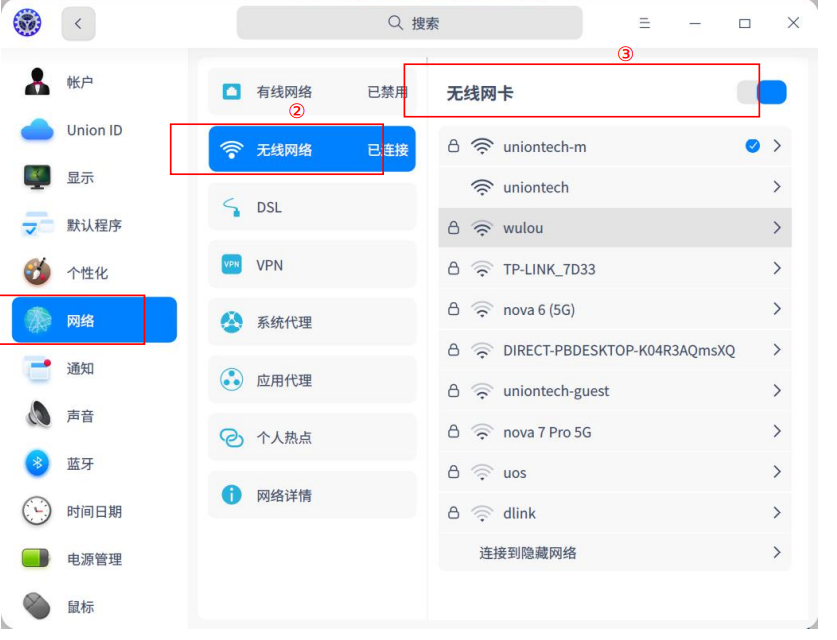 搜索
帐户
Union ID
显示
默认程序
个性化
网络
通知
声音
蓝牙
时间日期
电源管理
鼠标
有线网络 已禁用
②
无线网络 已连接
DSL
VPN VPN
系统代理
应用代理
个人热点
网络详情
③
无线网卡
uniontech-m
uniontech
wulou
TP-LINK_7D33
nova 6 (5G)
DIRECT-PBDESKTOP-K04R3AQmsXQ
uniontech-guest
nova 7 Pro 5G
uos
dlink
连接到隐藏网络